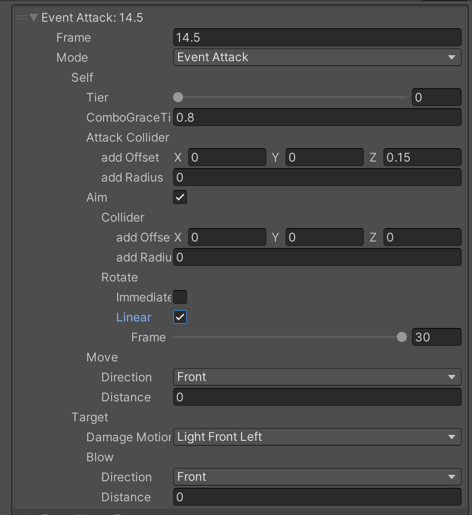 Event Attack: 14.5
Frame 14.5
Mode Event Attack
Self
Tier 0
ComboGraceTi 0.8
Attack Collider
add Offset X 0 Y 0 Z 0.15
add Radius 0
Aim
Collider
add Offse X 0 Y 0 Z 0
add Radiu 0
Rotate
Immediate
Linear
Frame 30
Move
Direction Front
Distance 0
Target
Damage Motion Light Front Left
Blow
Direction Front
Distance 0